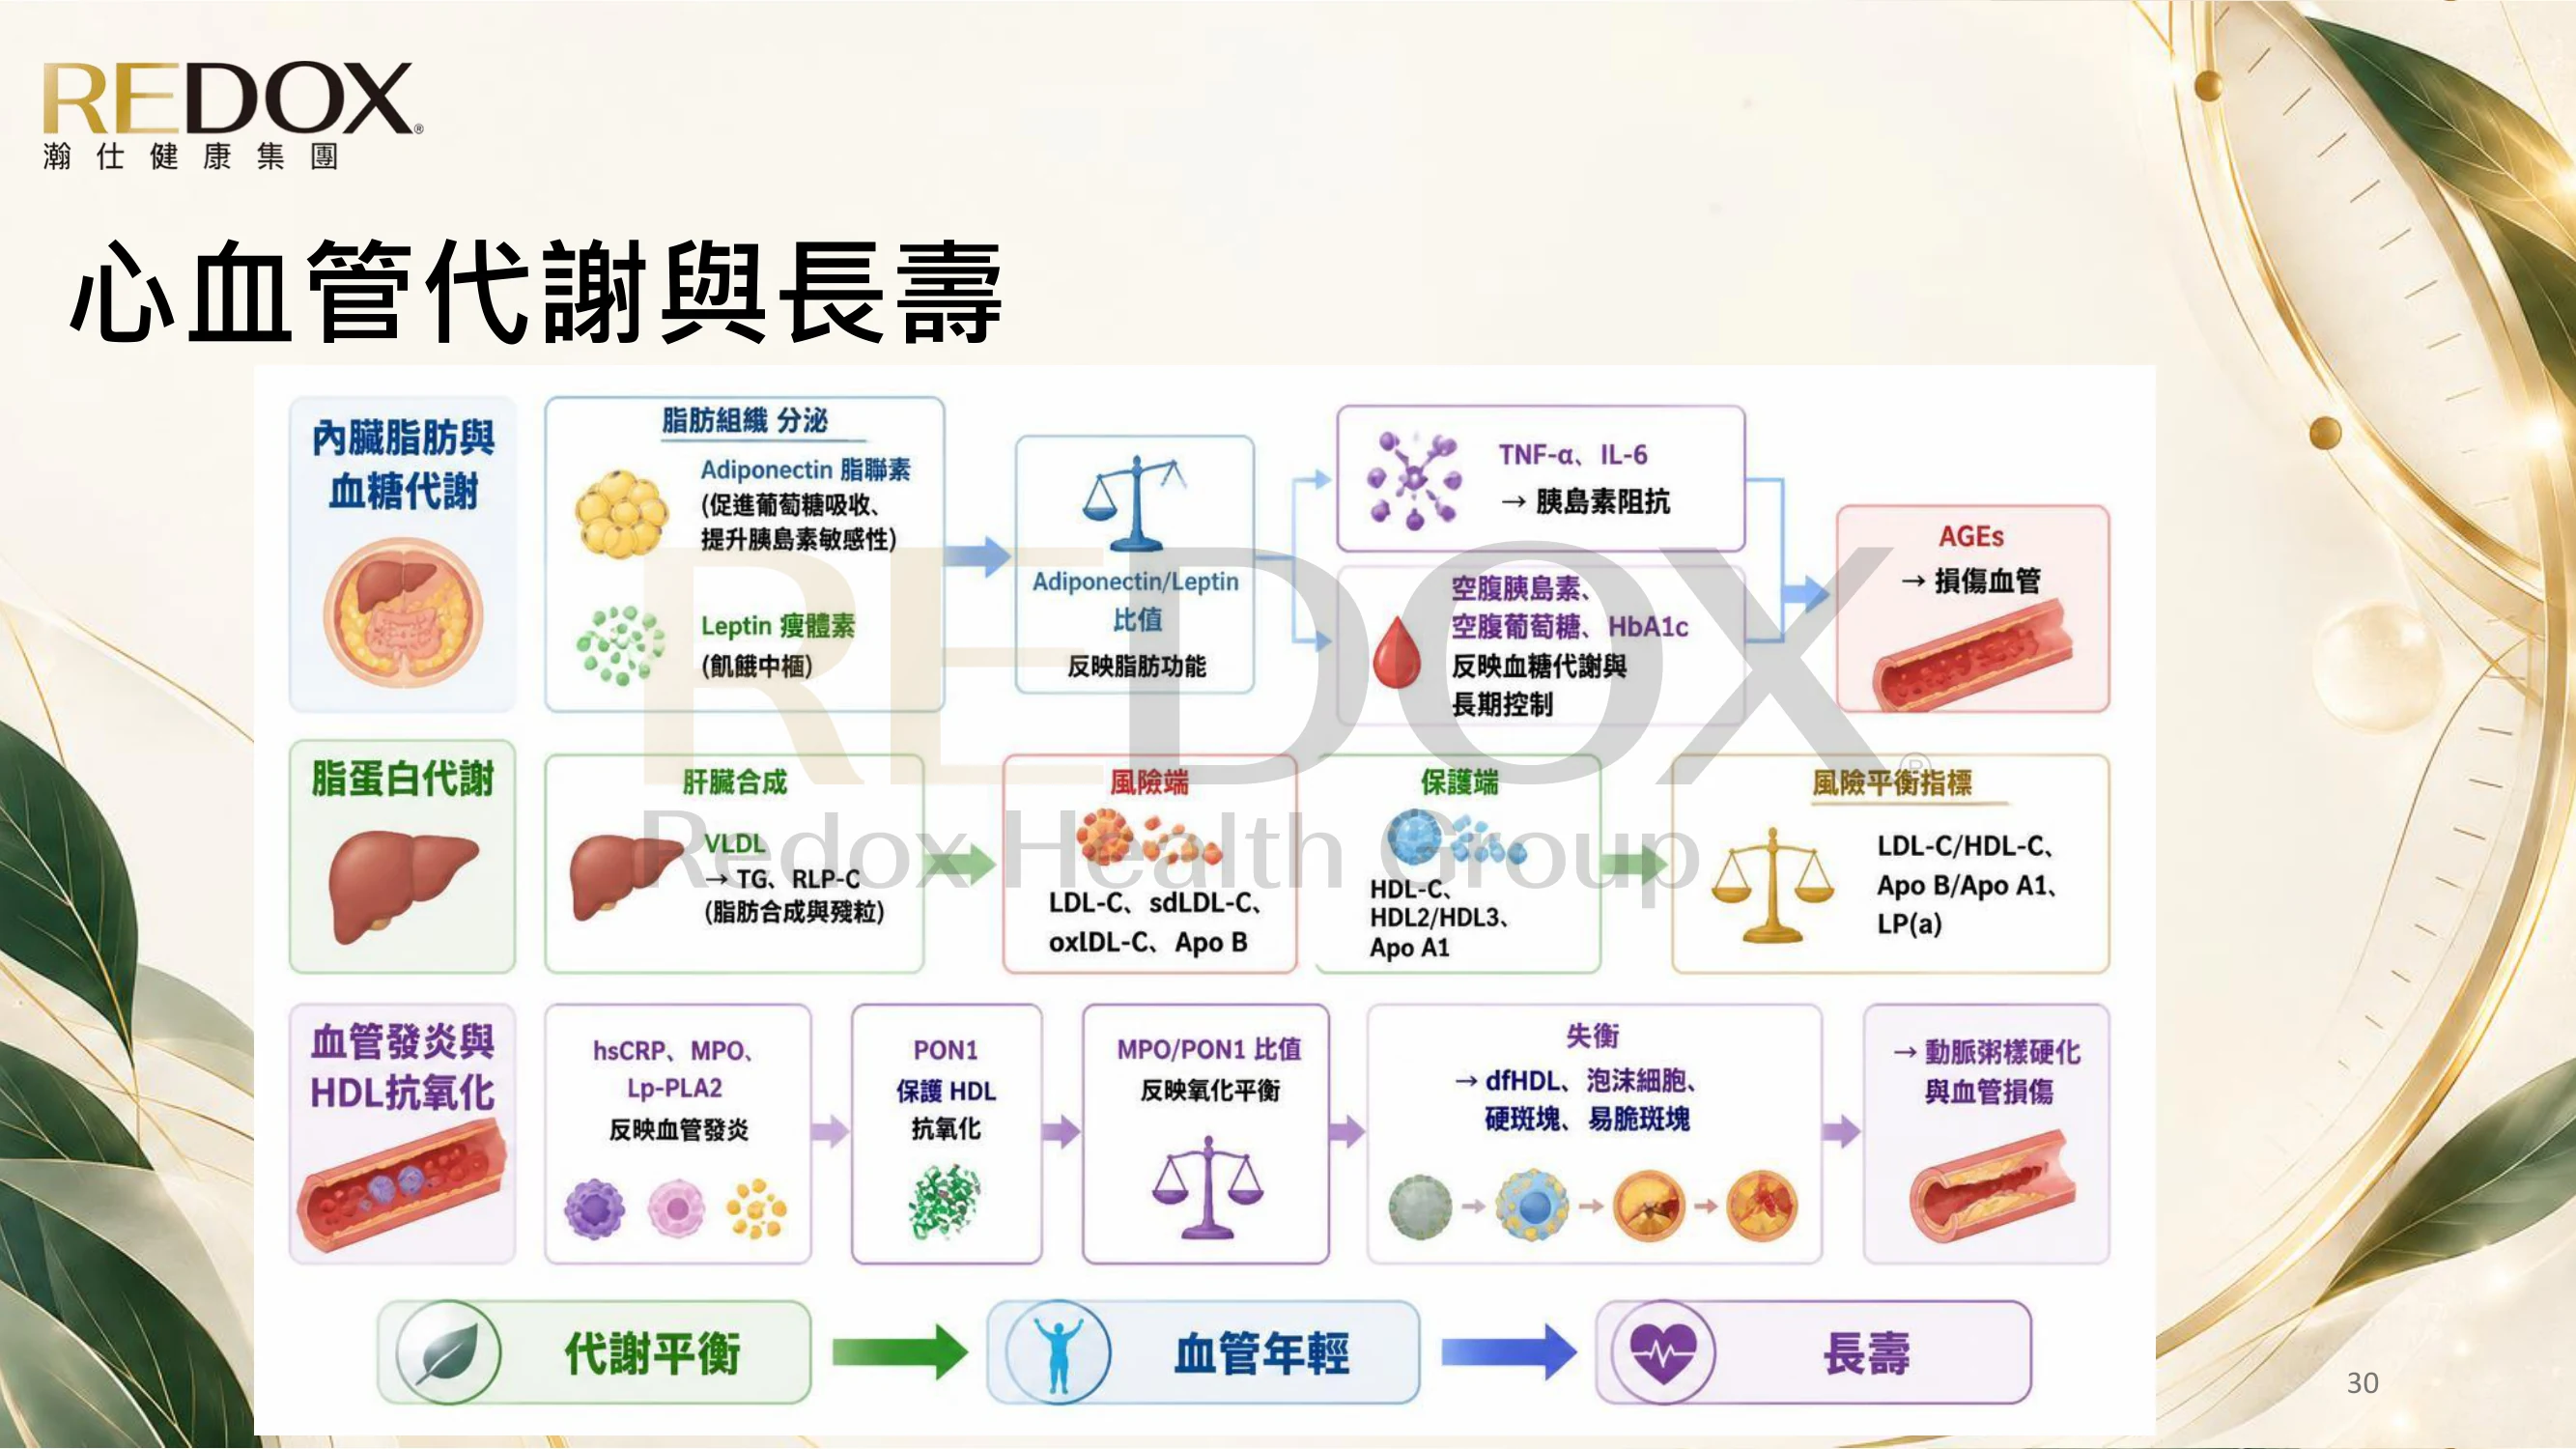 REDOX®
瀚仕健康集團
心血管代謝與長壽
內臟脂肪與
血糖代謝
脂肪組織 分泌
Adiponectin 脂聯素
(促進葡萄糖吸收、
提升胰島素敏感性)
Leptin 瘦體素
(飢餓中樞)
Adiponectin/Leptin
比值
反映脂肪功能
TNF-α、IL-6
→ 胰島素阻抗
空腹胰島素、
空腹葡萄糖、HbA1c
反映血糖代謝與
長期控制
AGEs
→ 損傷血管
REDOX®
Redox Health Group
脂蛋白代謝
肝臟合成
VLDL
→ TG、RLP-C
(脂肪合成與殘粒)
風險端
LDL-C、sdLDL-C、
oxlDL-C、Apo B
保護端
HDL-C、
HDL2/HDL3、
Apo A1
風險平衡指標
LDL-C/HDL-C、
Apo B/Apo A1、
LP(a)
血管發炎與
HDL抗氧化
hsCRP、MPO、
Lp-PLA2
反映血管發炎
PON1
保護 HDL
抗氧化
MPO/PON1 比值
反映氧化平衡
失衡
→ dfHDL、泡沫細胞、
硬斑塊、易脆斑塊
→ 動脈粥樣硬化
與血管損傷
代謝平衡
血管年輕
長壽
30